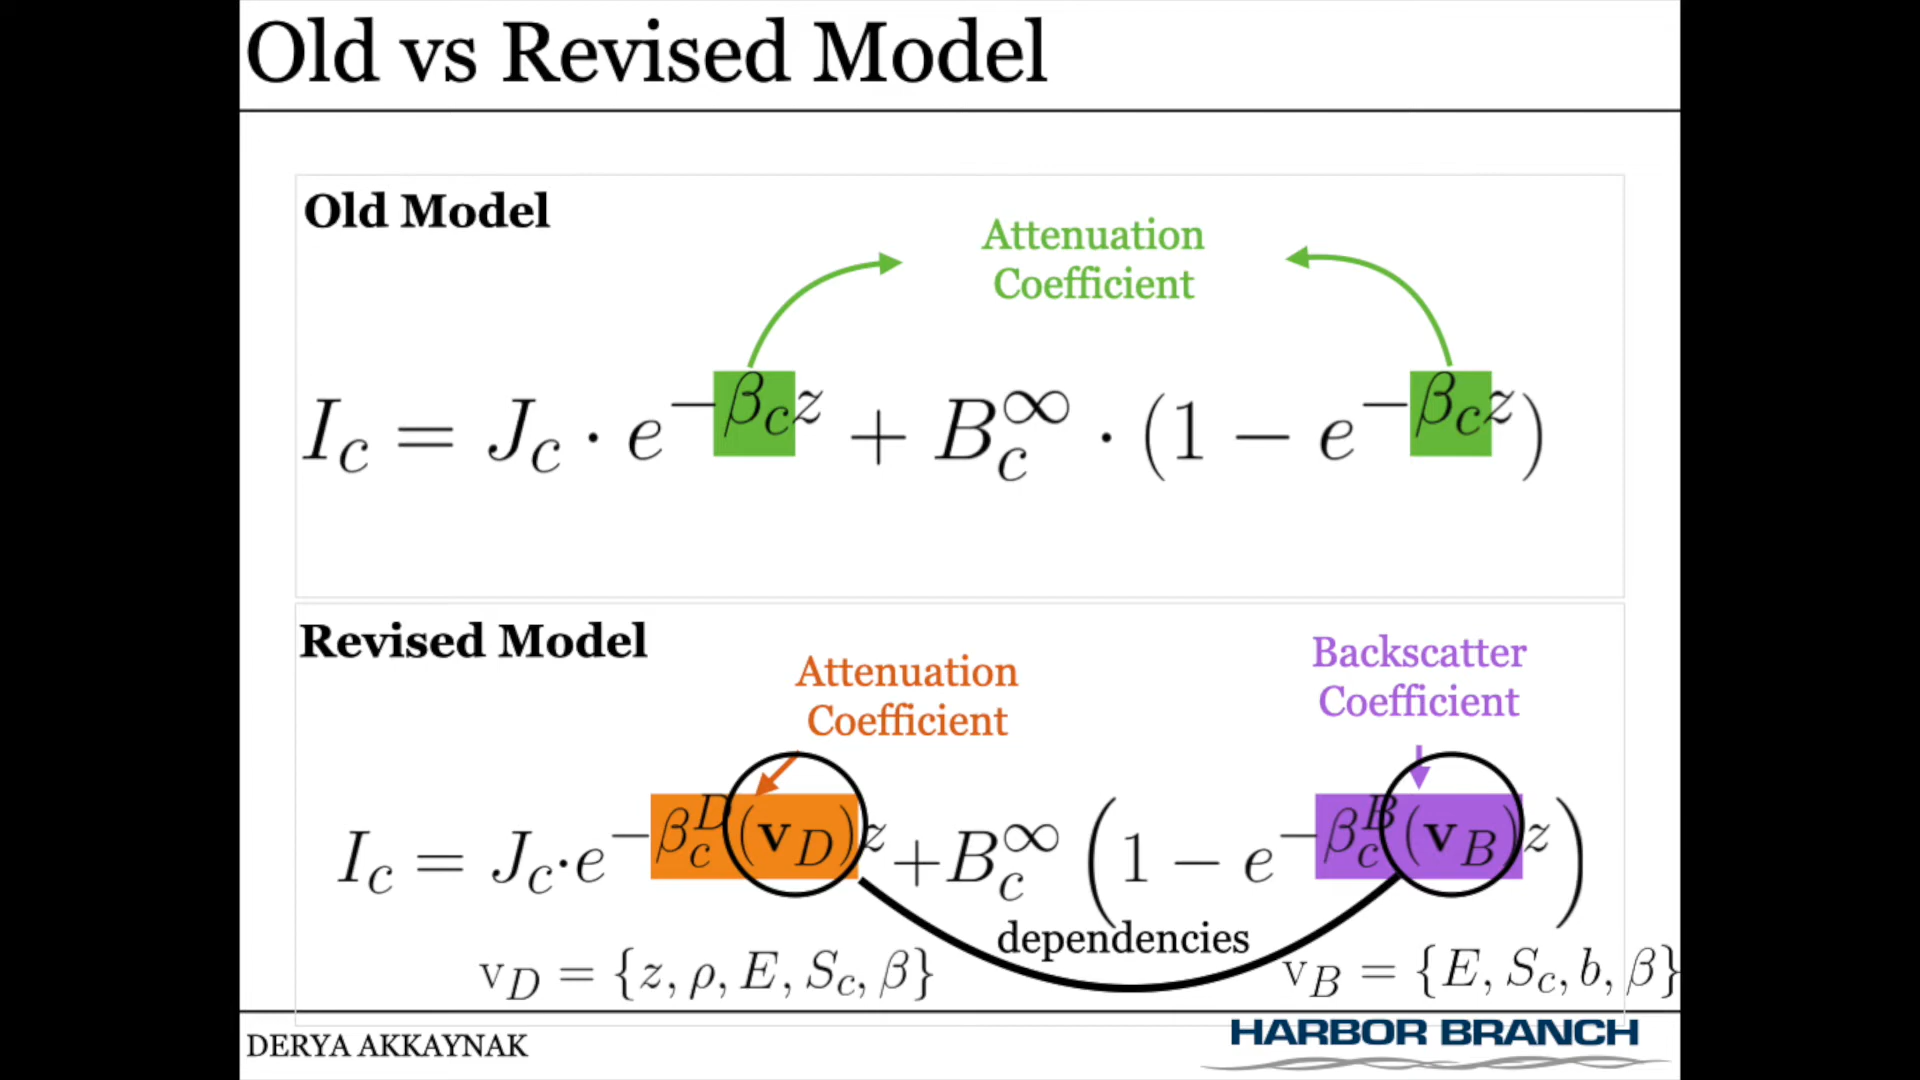 Old vs Revised Model
Old Model
Attenuation
Coefficient
I_c = J_c · e^{−β_c z} + B_c^∞ · (1 − e^{−β_c z})
Revised Model
Attenuation
Coefficient
Backscatter
Coefficient
I_c = J_c · e^{−β_c^D(v_D)z} + B_c^∞ (1 − e^{−β_c^B(v_B)z})
dependencies
v_D = {z, ρ, E, S_c, β}
v_B = {E, S_c, b, β}
DERYA AKKAYNAK
HARBOR BRANCH